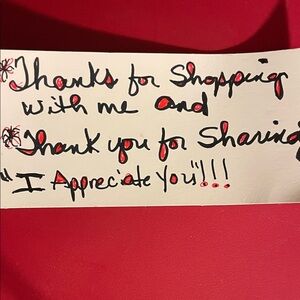 *Thanks for Shopping
with me and
*Thank you for Sharing
"I Appreciate You"!!!